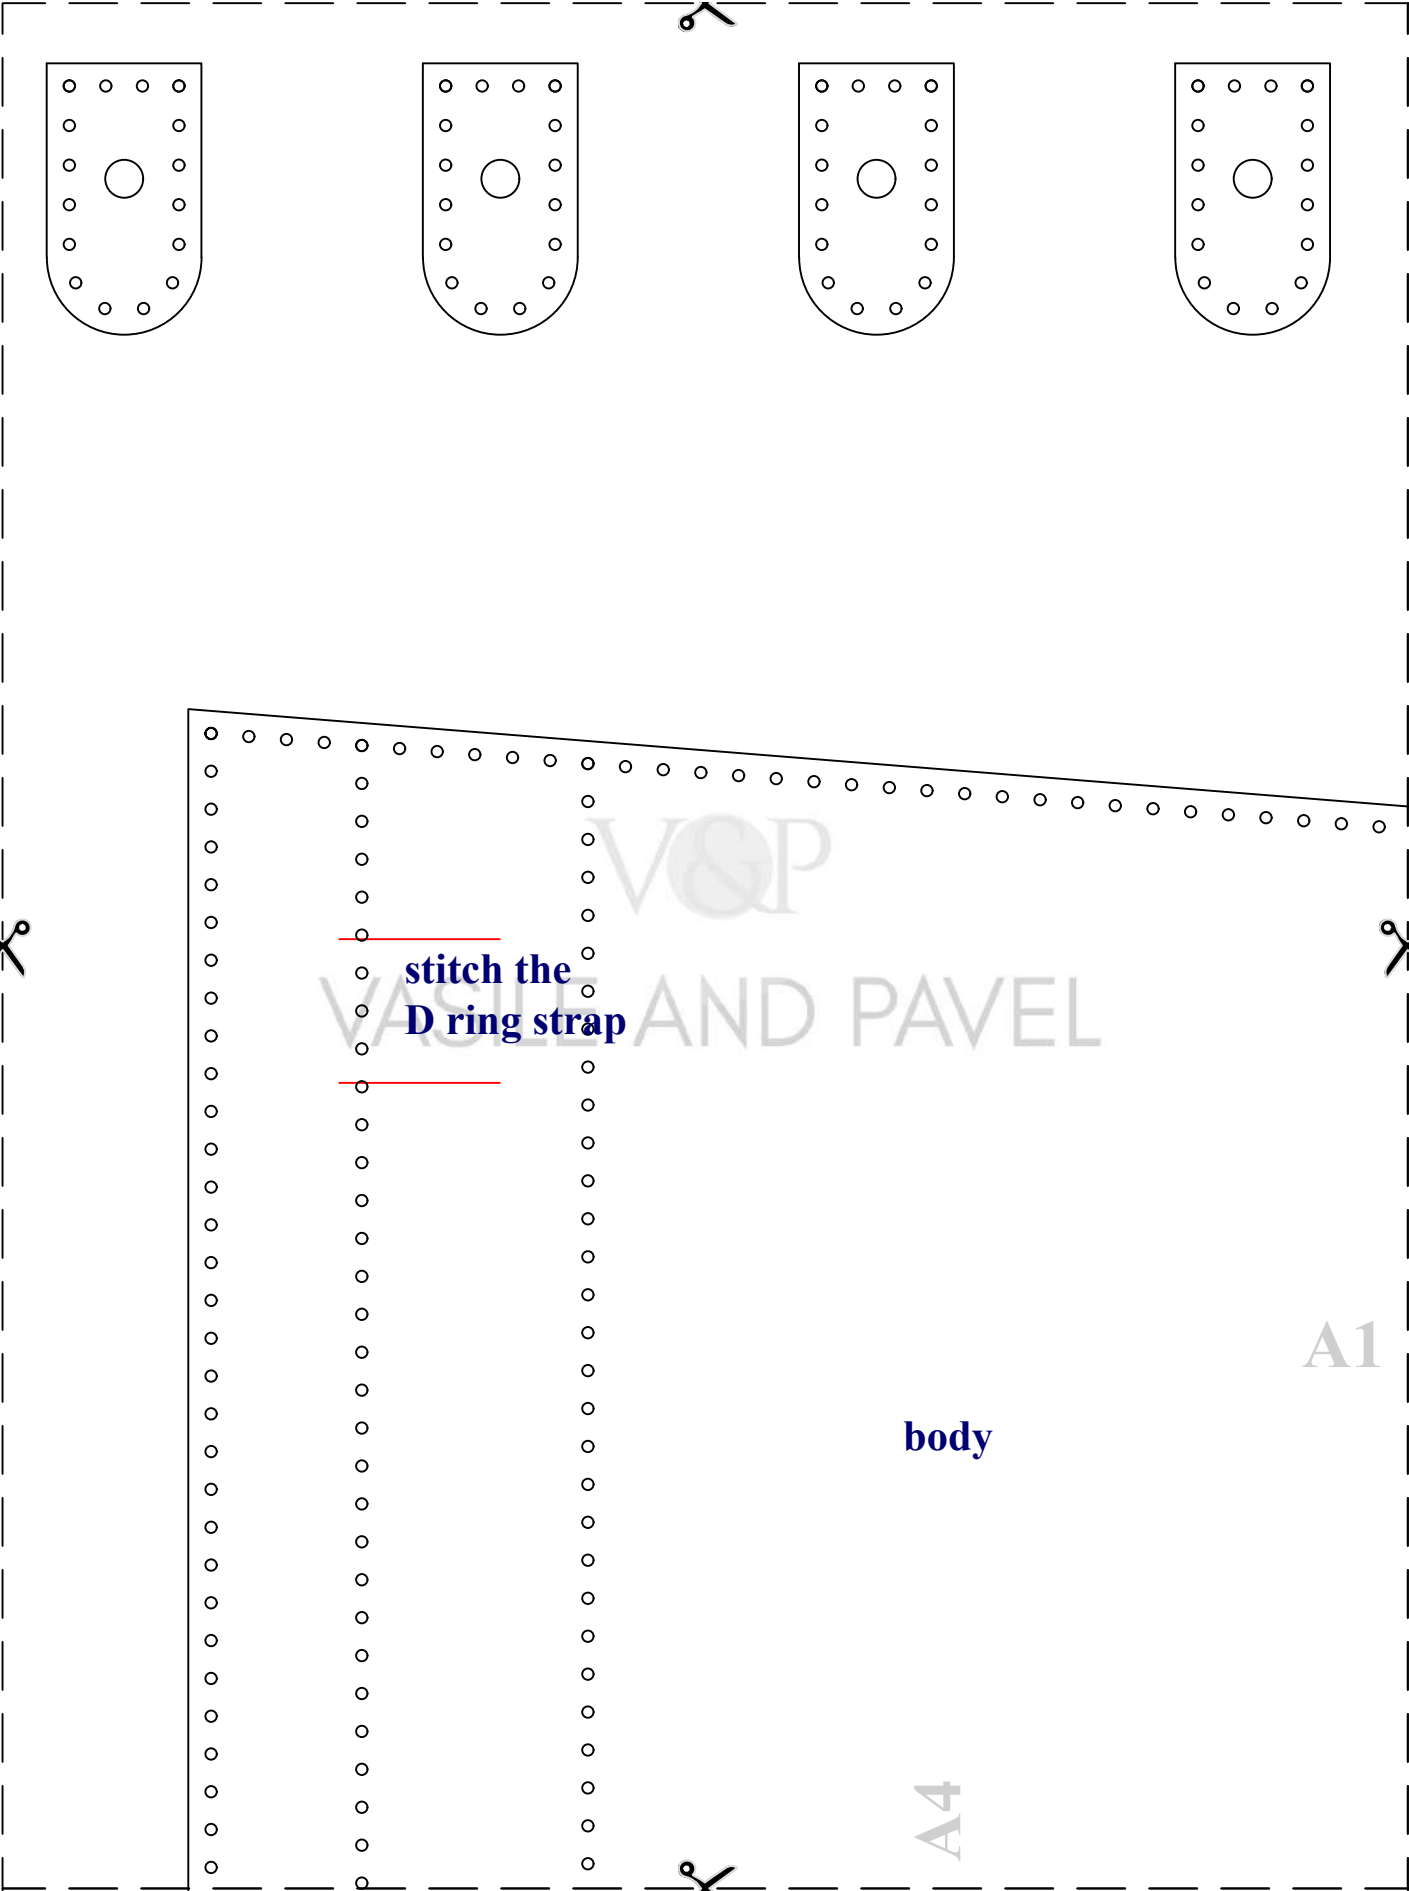 V&P
stitch the
D ring strap
VASILE AND PAVEL
A1
body
A4